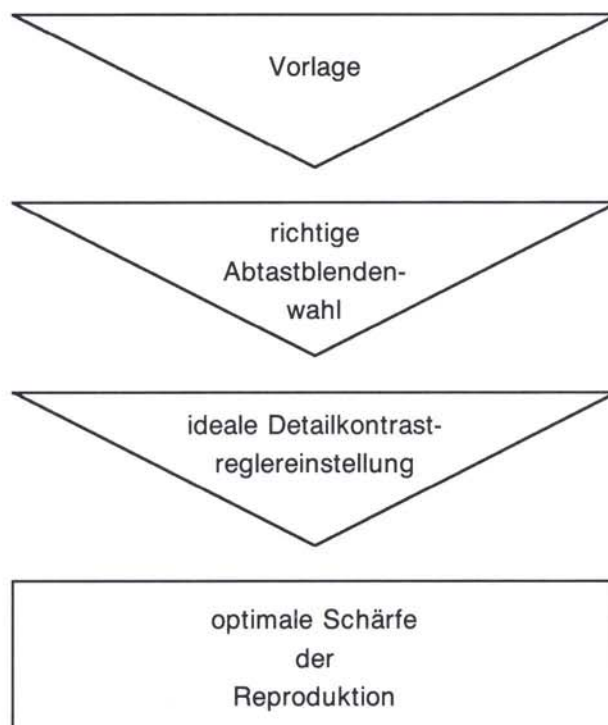 Vorlage
richtige
Abtastblenden-
wahl
ideale Detailkontrast-
reglereinstellung
optimale Schärfe
der
Reproduktion